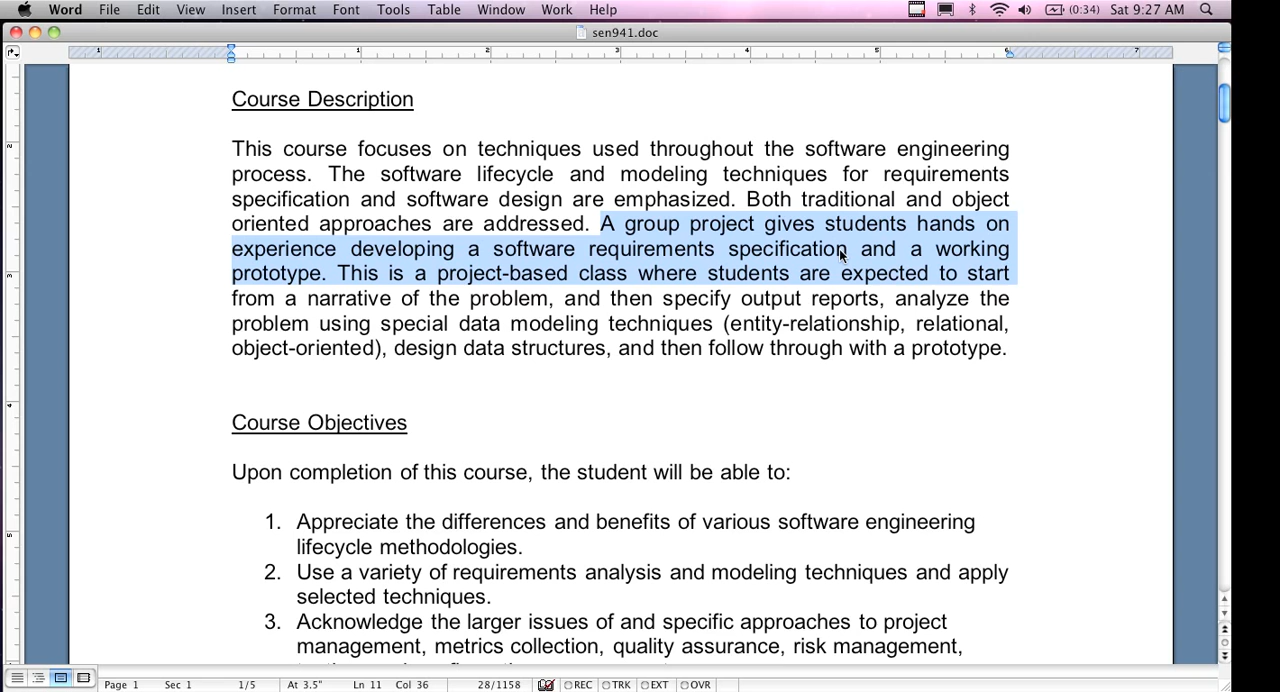 Word File Edit View Insert Format Font Tools Table Window Work Help (0:34) Sat 9:27 AM
sen941.doc
1 1 2 3 4 5 6 7
Course Description
This course focuses on techniques used throughout the software engineering
process. The software lifecycle and modeling techniques for requirements
specification and software design are emphasized. Both traditional and object
oriented approaches are addressed. A group project gives students hands on
experience developing a software requirements specification and a working
prototype. This is a project-based class where students are expected to start
from a narrative of the problem, and then specify output reports, analyze the
problem using special data modeling techniques (entity-relationship, relational,
object-oriented), design data structures, and then follow through with a prototype.
Course Objectives
Upon completion of this course, the student will be able to:
1. Appreciate the differences and benefits of various software engineering
lifecycle methodologies.
2. Use a variety of requirements analysis and modeling techniques and apply
selected techniques.
3. Acknowledge the larger issues of and specific approaches to project
management, metrics collection, quality assurance, risk management,
Page 1 Sec 1 1/5 At 3.5" Ln 11 Col 36 28/1158 REC TRK EXT OVR